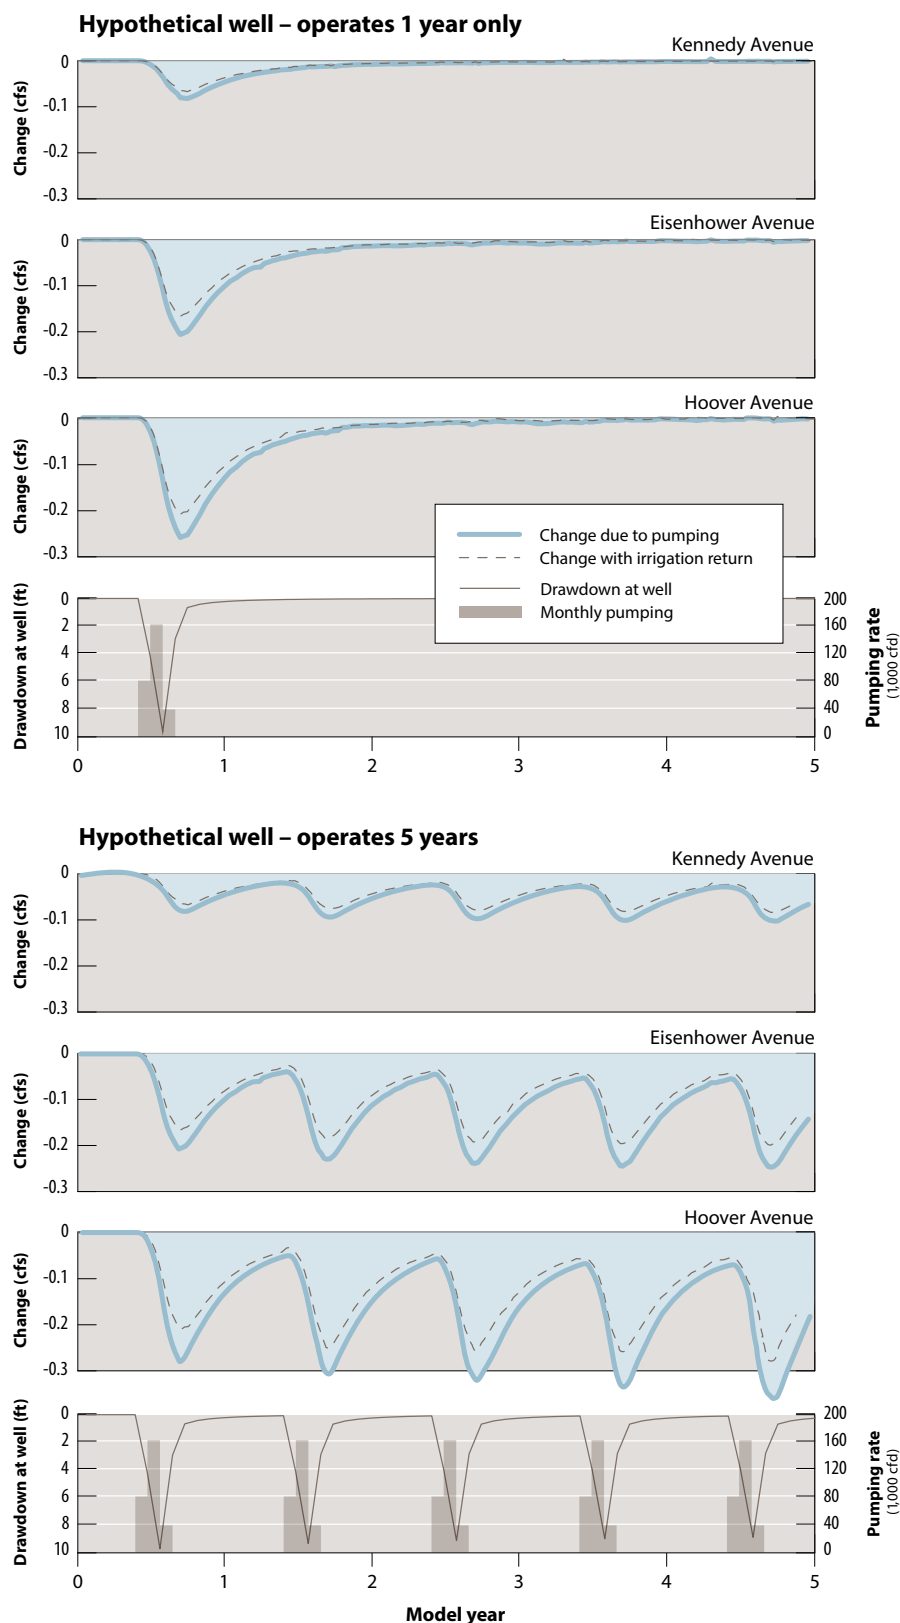 Hypothetical well – operates 1 year only
Kennedy Avenue
Change (cfs)
0
-0.1
-0.2
-0.3
Eisenhower Avenue
Change (cfs)
0
-0.1
-0.2
-0.3
Hoover Avenue
Change (cfs)
0
-0.1
-0.2
-0.3
Change due to pumping
Change with irrigation return
Drawdown at well
Monthly pumping
Drawdown at well (ft)
0
2
4
6
8
10
200
160
120
80
40
0
Pumping rate
(1,000 cfd)
0 1 2 3 4 5
Hypothetical well – operates 5 years
Kennedy Avenue
Change (cfs)
0
-0.1
-0.2
-0.3
Eisenhower Avenue
Change (cfs)
0
-0.1
-0.2
-0.3
Hoover Avenue
Change (cfs)
0
-0.1
-0.2
-0.3
Drawdown at well (ft)
0
2
4
6
8
10
200
160
120
80
40
0
Pumping rate
(1,000 cfd)
0 1 2 3 4 5
Model year